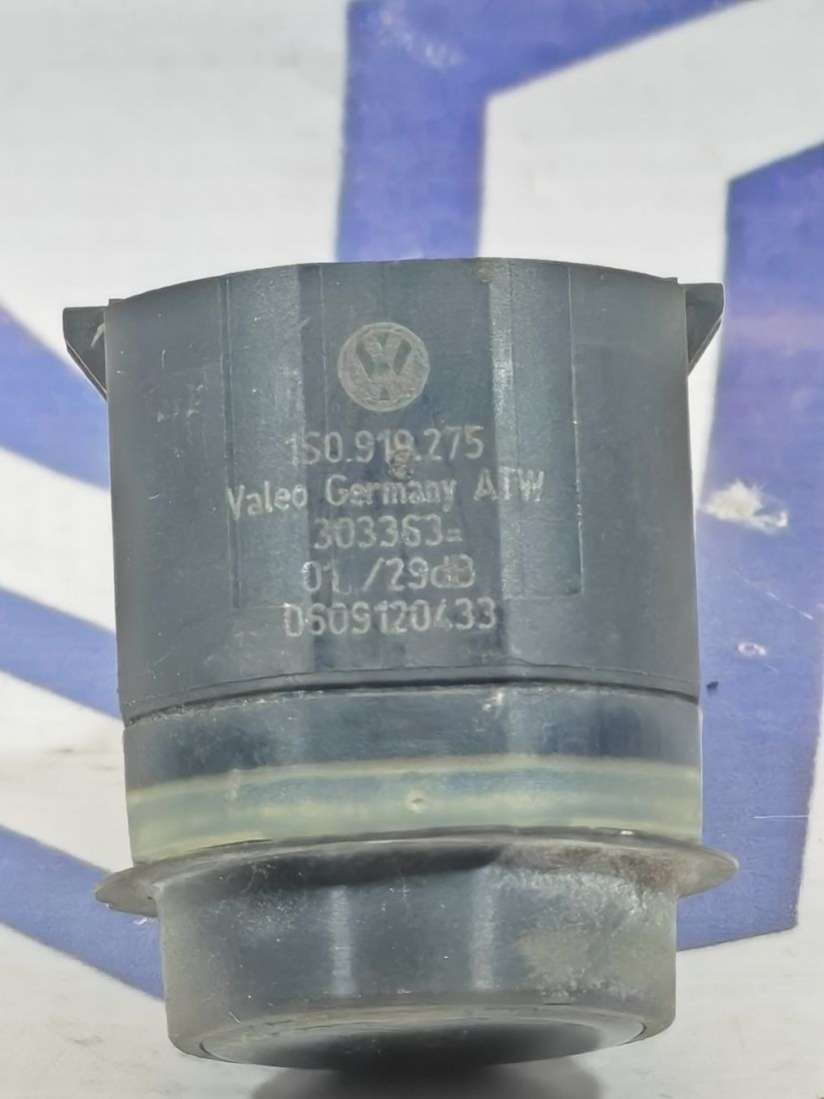 1S0.919.275
Valeo Germany ATW
303363=
01 /29dB
0609120433